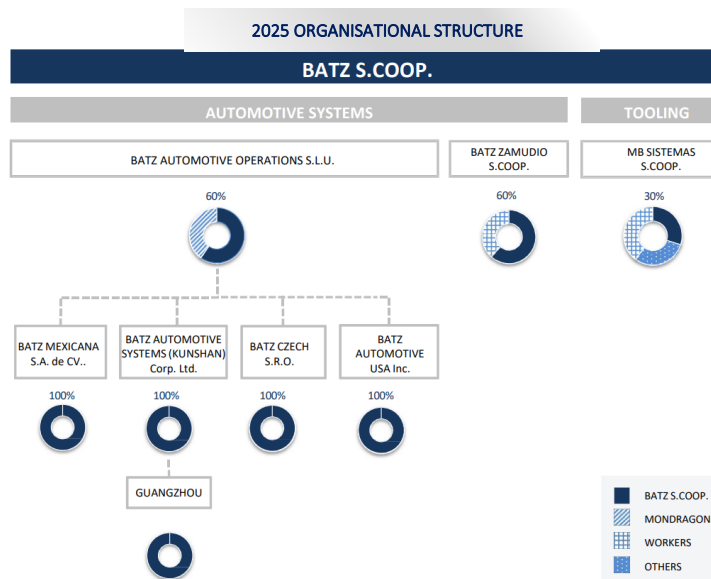 2025 ORGANISATIONAL STRUCTURE
BATZ S.COOP.
AUTOMOTIVE SYSTEMS
TOOLING
BATZ AUTOMOTIVE OPERATIONS S.L.U.
BATZ ZAMUDIO
S.COOP.
MB SISTEMAS
S.COOP.
60%
60%
30%
BATZ MEXICANA
S.A. de CV..
BATZ AUTOMOTIVE
SYSTEMS (KUNSHAN)
Corp. Ltd.
BATZ CZECH
S.R.O.
BATZ
AUTOMOTIVE
USA Inc.
100%
100%
100%
100%
GUANGZHOU
BATZ S.COOP.
MONDRAGON
WORKERS
OTHERS